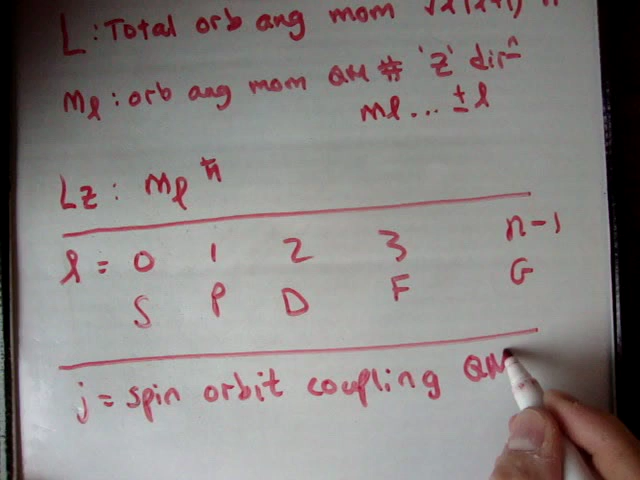 L: Total orb ang mom √l(l+1) ħ
ml: orb ang mom QM # 'z' dirn
ml... ±l
Lz: ml ħ
l = 0 1 2 3 n-1
S P D F G
j = spin orbit coupling QM